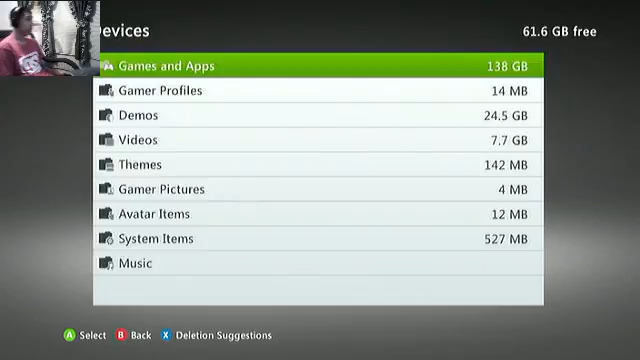 Devices
61.6 GB free
Games and Apps 138 GB
Gamer Profiles 14 MB
Demos 24.5 GB
Videos 7.7 GB
Themes 142 MB
Gamer Pictures 4 MB
Avatar Items 12 MB
System Items 527 MB
Music
A Select B Back X Deletion Suggestions